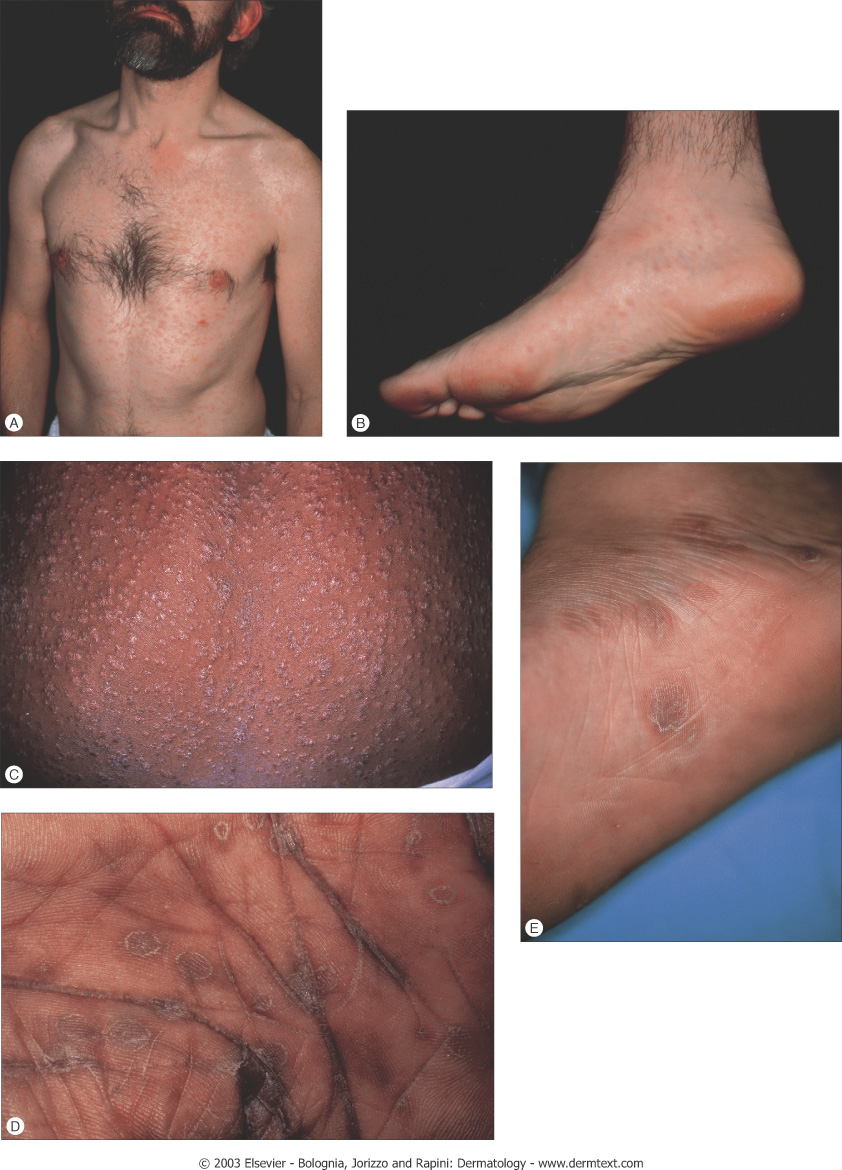 A
B
C
E
D
© 2003 Elsevier - Bolognia, Jorizzo and Rapini: Dermatology - www.dermtext.com